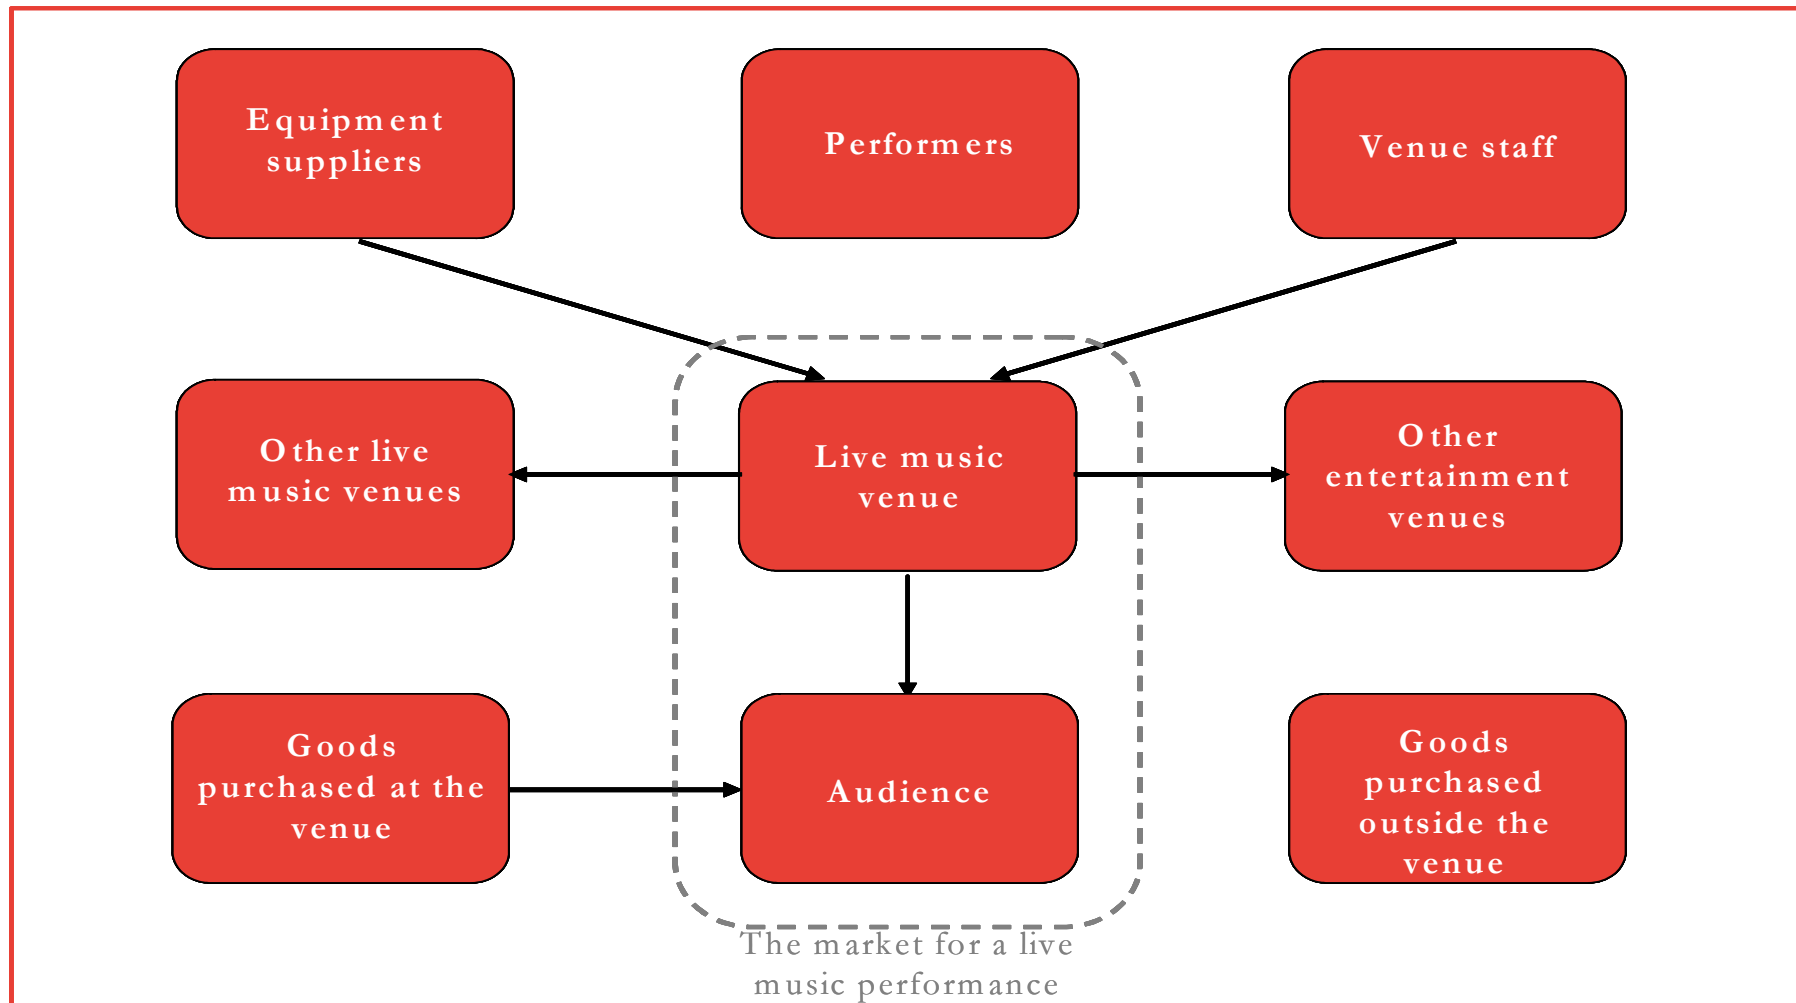 Equipment
suppliers
Performers
Venue staff
Other live
music venues
Live music
venue
Other
entertainment
venues
Goods
purchased at the
venue
Audience
Goods
purchased
outside the
venue
The market for a live
music performance